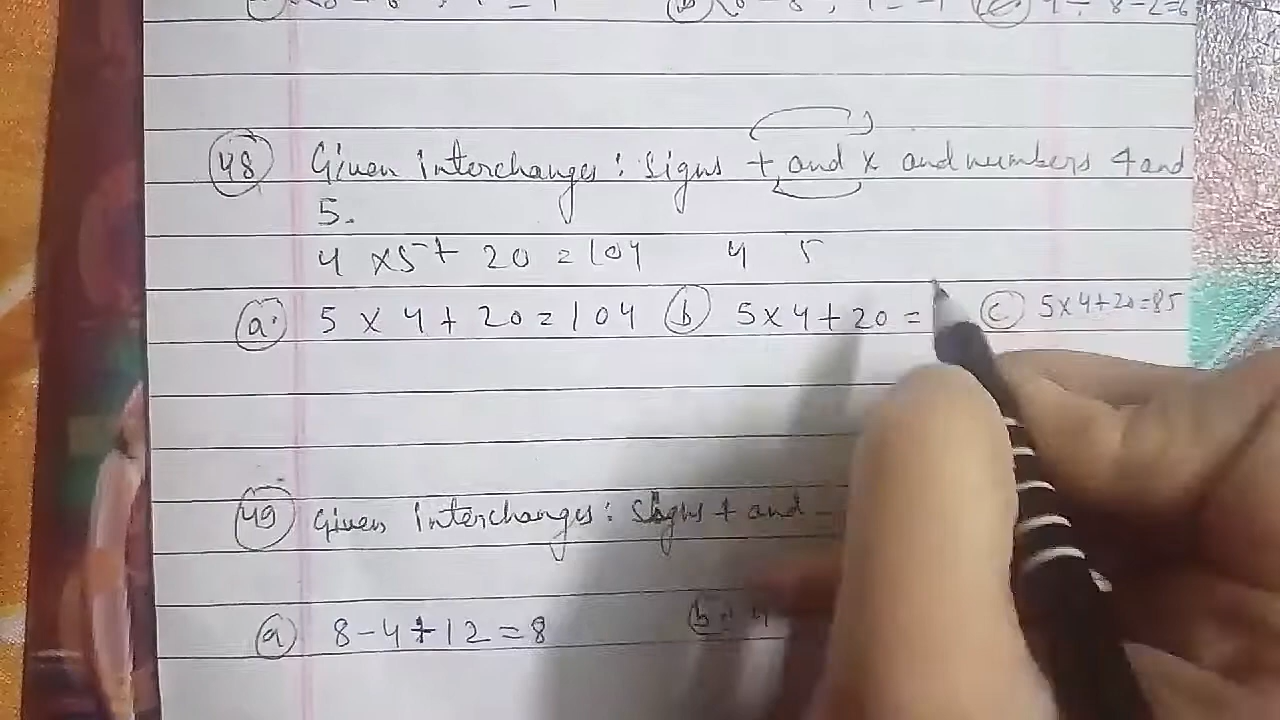 48 Given interchanges: Signs + and x and numbers 4 and
5.
4 x 5 + 20 = 104 4 5
a. 5 x 4 + 20 = 104 b 5 x 4 + 20 = c 5 x 4 + 20 = 85
49 Given Interchanges: Signs + and -
a 8 - 4 + 12 = 8 b 4